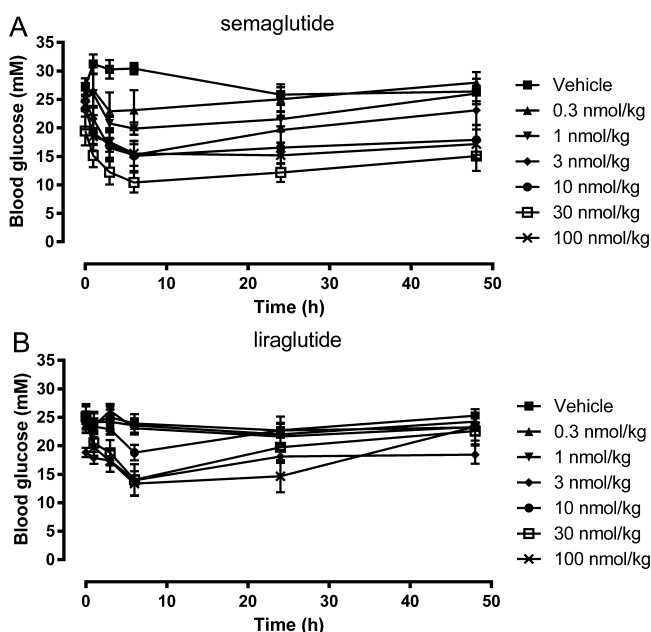 A
semaglutide
Blood glucose (mM)
35
30
25
20
15
10
5
0
0 10 20 30 40 50
Time (h)
Vehicle
0.3 nmol/kg
1 nmol/kg
3 nmol/kg
10 nmol/kg
30 nmol/kg
100 nmol/kg
B
liraglutide
Blood glucose (mM)
35
30
25
20
15
10
5
0
0 10 20 30 40 50
Time (h)
Vehicle
0.3 nmol/kg
1 nmol/kg
3 nmol/kg
10 nmol/kg
30 nmol/kg
100 nmol/kg